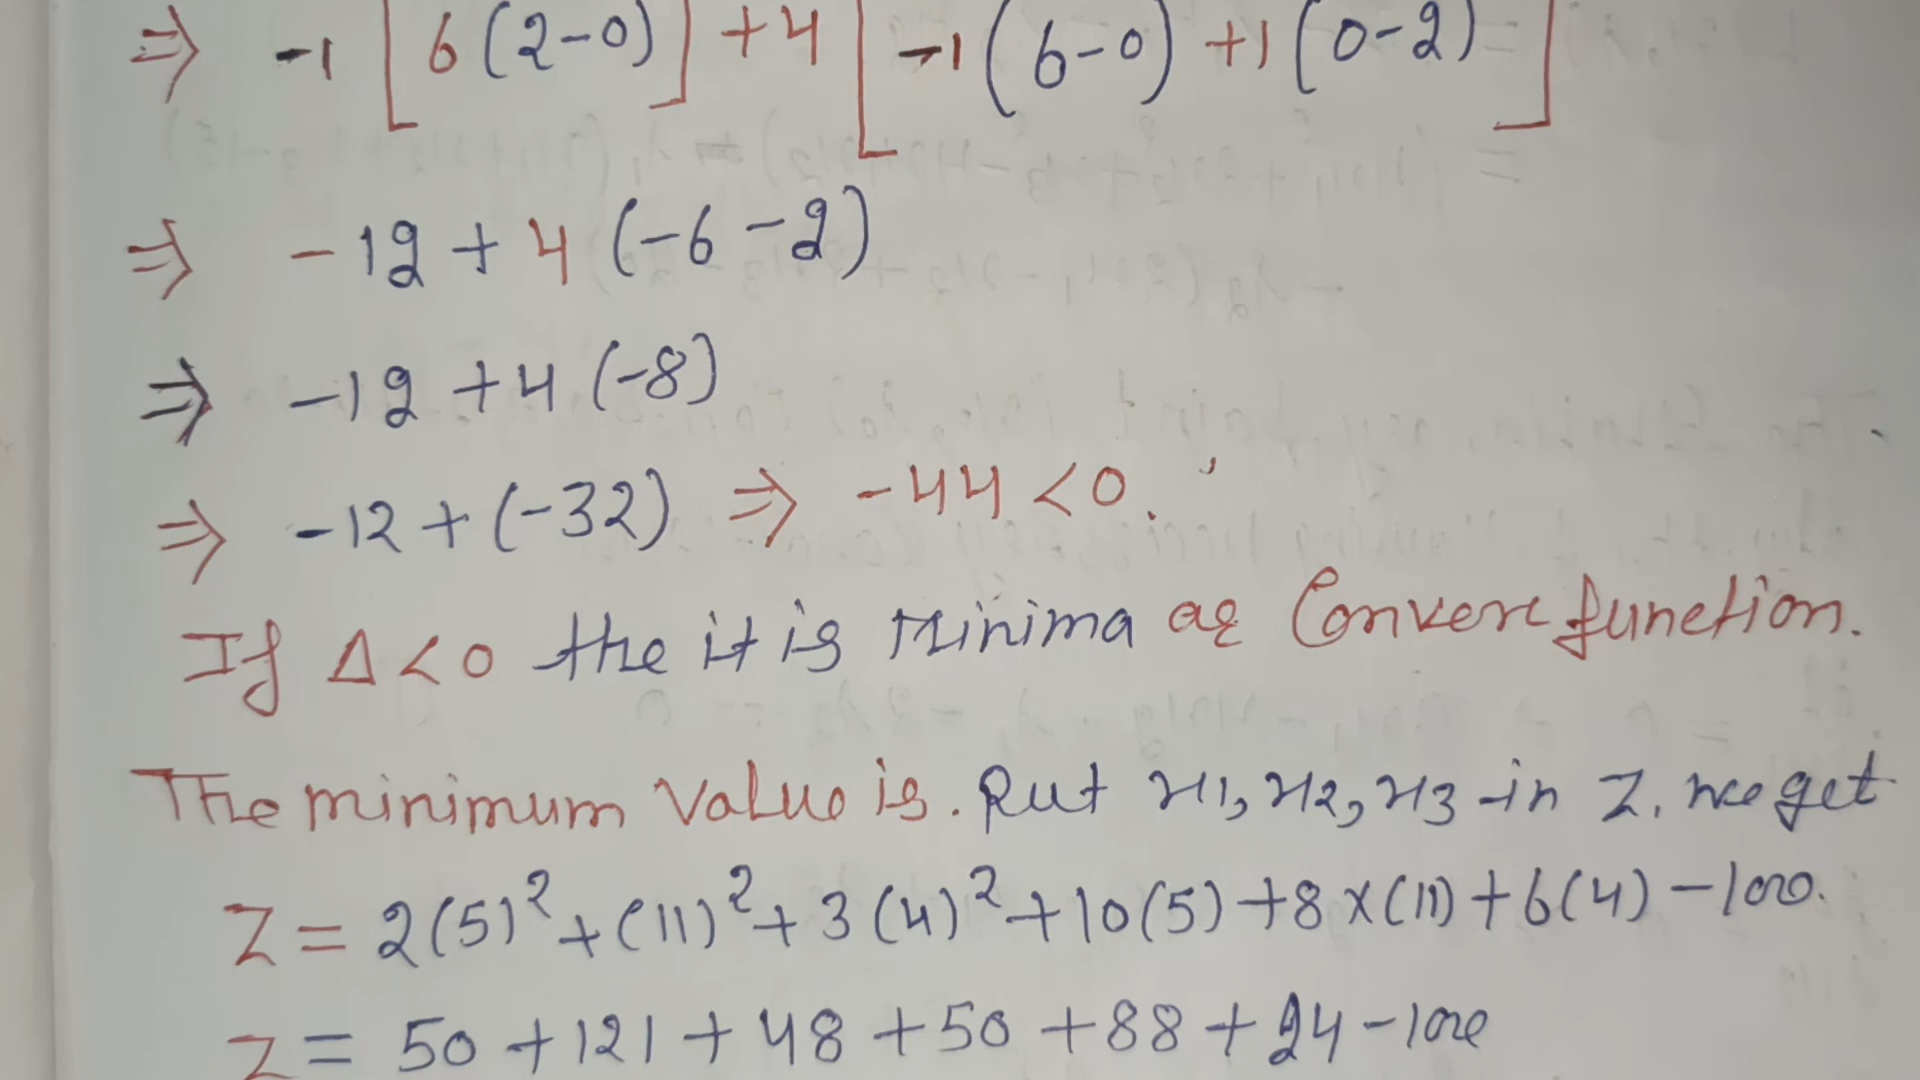 ⇒ -1 [6(2-0)] +4 [-1(6-0) +1(0-2)]
⇒ -12 + 4 (-6-2)
⇒ -12 +4 (-8)
⇒ -12 + (-32) ⇒ -44 <0.
If Δ<0 the it is Minima as Convex function.
The minimum value is. Put x1, x2, x3 in Z. we get
Z = 2(5)² + (11)² + 3(4)² +10(5) +8×(11) +6(4) -100.
Z = 50 + 121 + 48 + 50 + 88 + 24 - 100